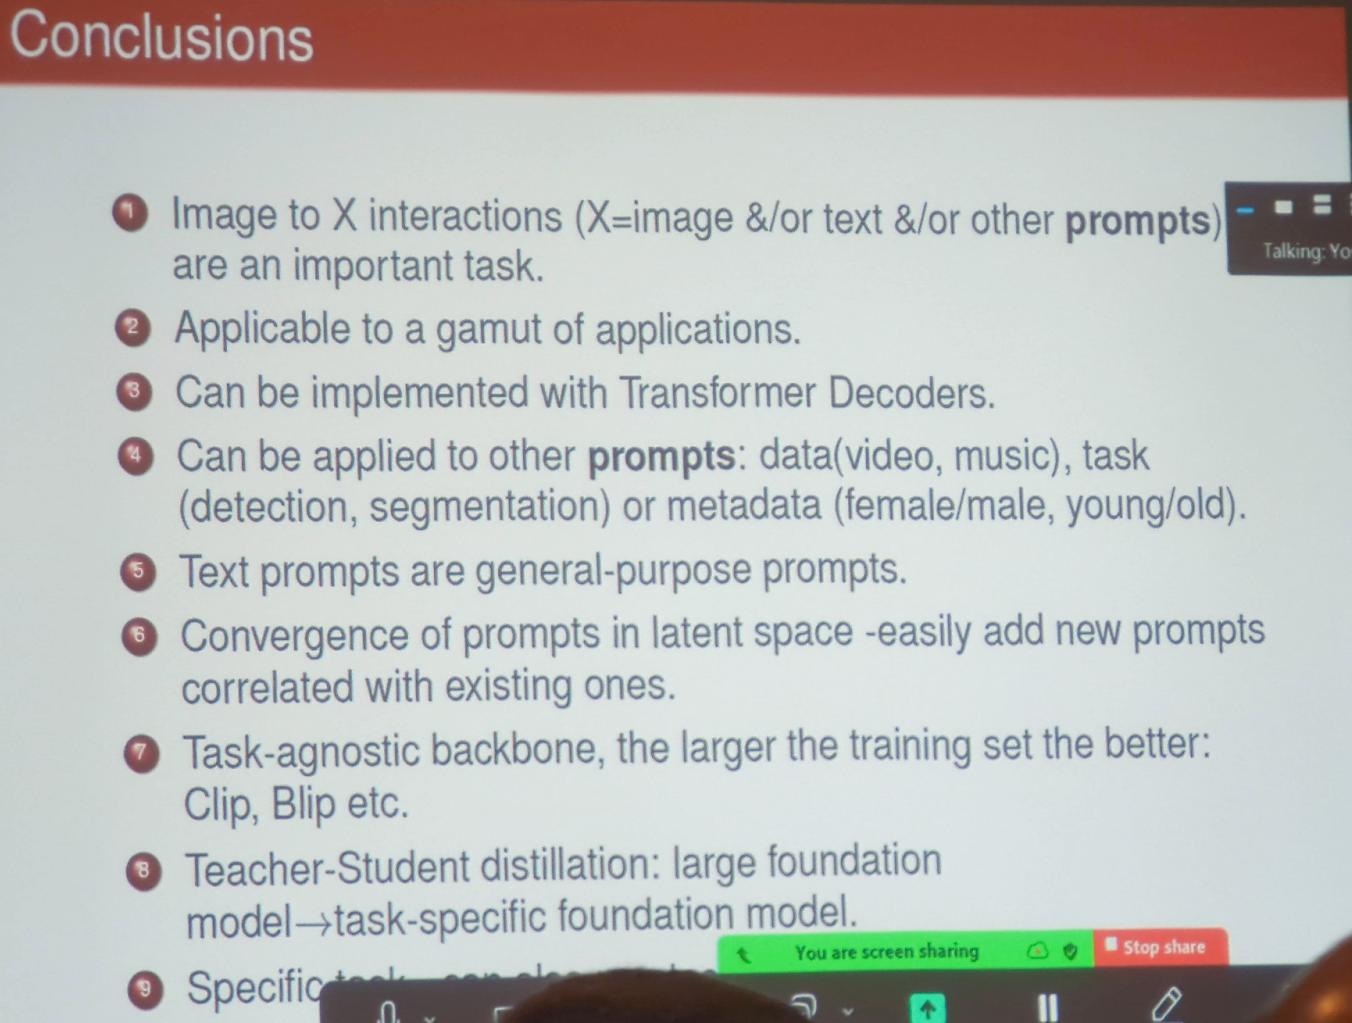 Conclusions
1 Image to X interactions (X=image &/or text &/or other prompts)
are an important task.
Talking: Yo
2 Applicable to a gamut of applications.
3 Can be implemented with Transformer Decoders.
4 Can be applied to other prompts: data(video, music), task
(detection, segmentation) or metadata (female/male, young/old).
5 Text prompts are general-purpose prompts.
6 Convergence of prompts in latent space -easily add new prompts
correlated with existing ones.
7 Task-agnostic backbone, the larger the training set the better:
Clip, Blip etc.
8 Teacher-Student distillation: large foundation
model→task-specific foundation model.
You are screen sharing
Stop share
9 Specific